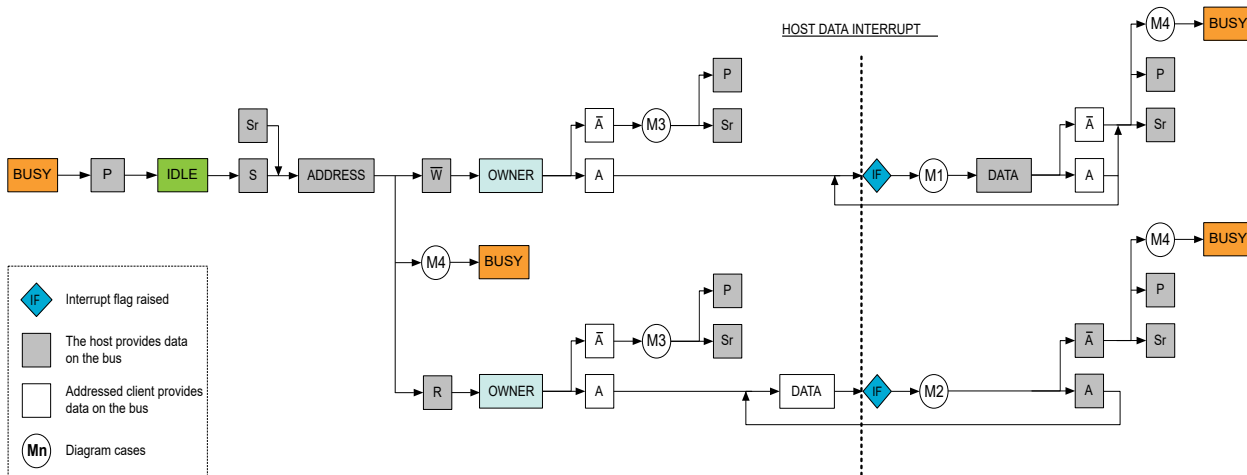 HOST DATA INTERRUPT
M4
BUSY
P
P
Sr
A̅
M3
Sr
A̅
Sr
BUSY
P
IDLE
S
ADDRESS
W̅
OWNER
A
IF
M1
DATA
A
M4
BUSY
M4
BUSY
P
P
A̅
M3
Sr
A̅
Sr
R
OWNER
A
DATA
IF
M2
A
IF
Interrupt flag raised
The host provides data
on the bus
Addressed client provides
data on the bus
Mn
Diagram cases